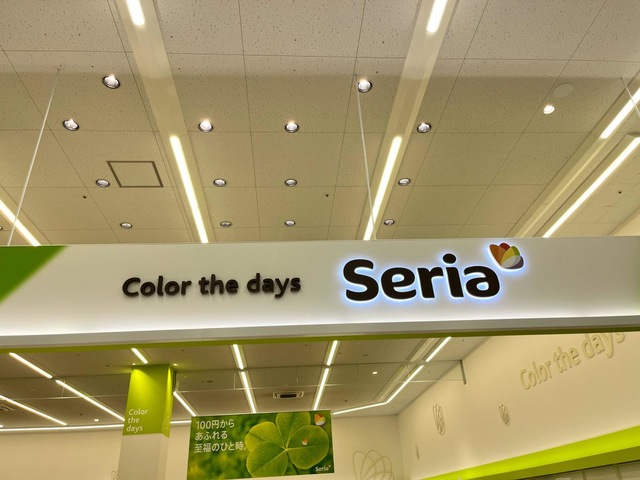 Color the days Seria
Color the days
Color
the
days
100円から
あふれる
至福のひと時。
Seria